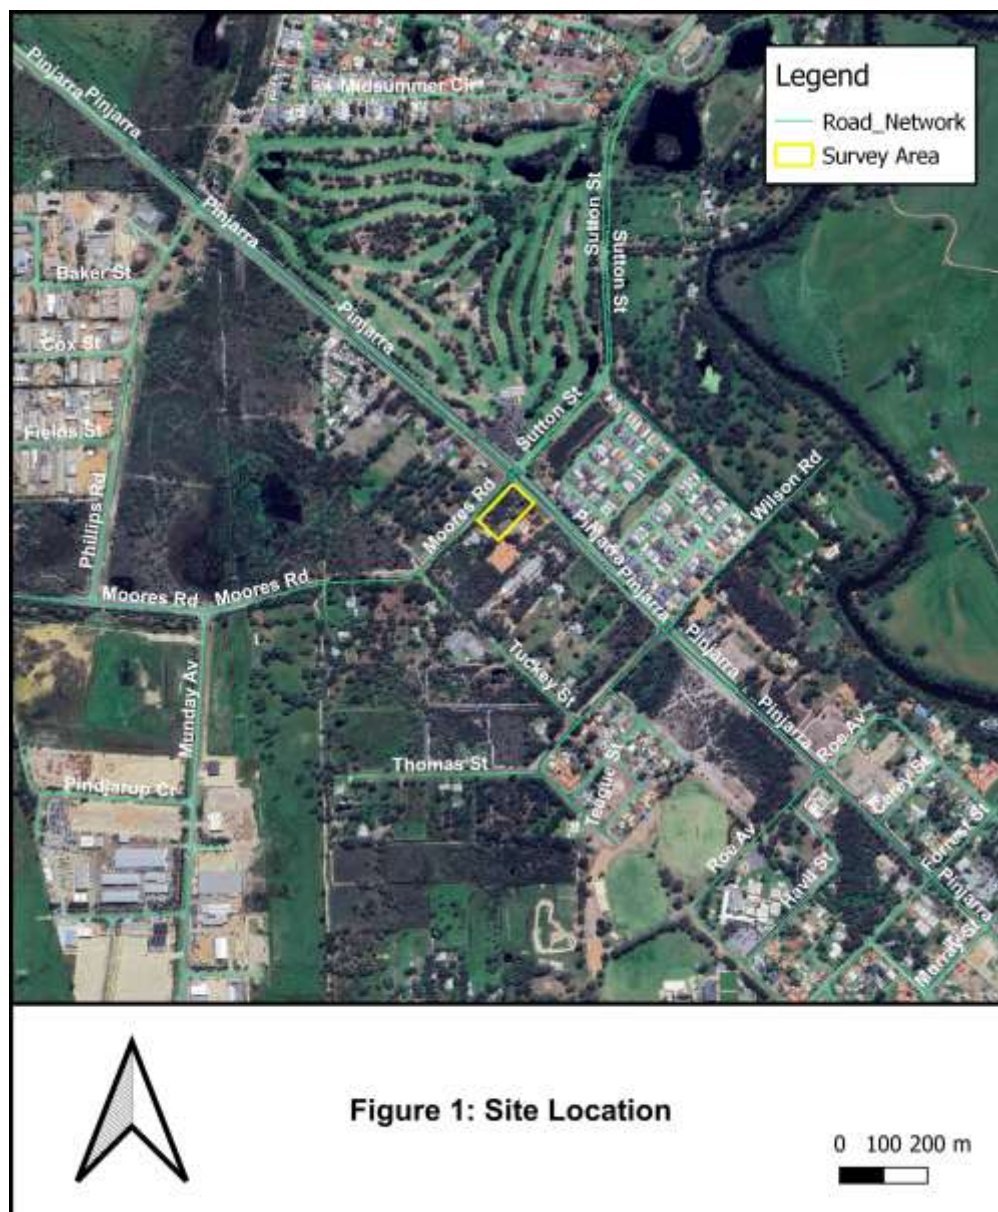 Midsummer Cir
Pinjarra
Pinjarra
Legend
Road_Network
Survey Area
Pinjarra
Sutton St
Sutton St
Baker St
Pinjarra
Cox St
Sutton St
Fields St
Moores Rd
Wilson Rd
Phillips Rd
Pinjarra
Pinjarra
Moores Rd
Moores Rd
Pinjarra
Tuckey St
Munday Av
Pinjarra
Roe Av
Thomas St
Teague St
Carey St
Pindjarup Cr
Forrest St
Roe Av
Havil St
Pinjarra
Murray St
Figure 1: Site Location
0 100 200 m